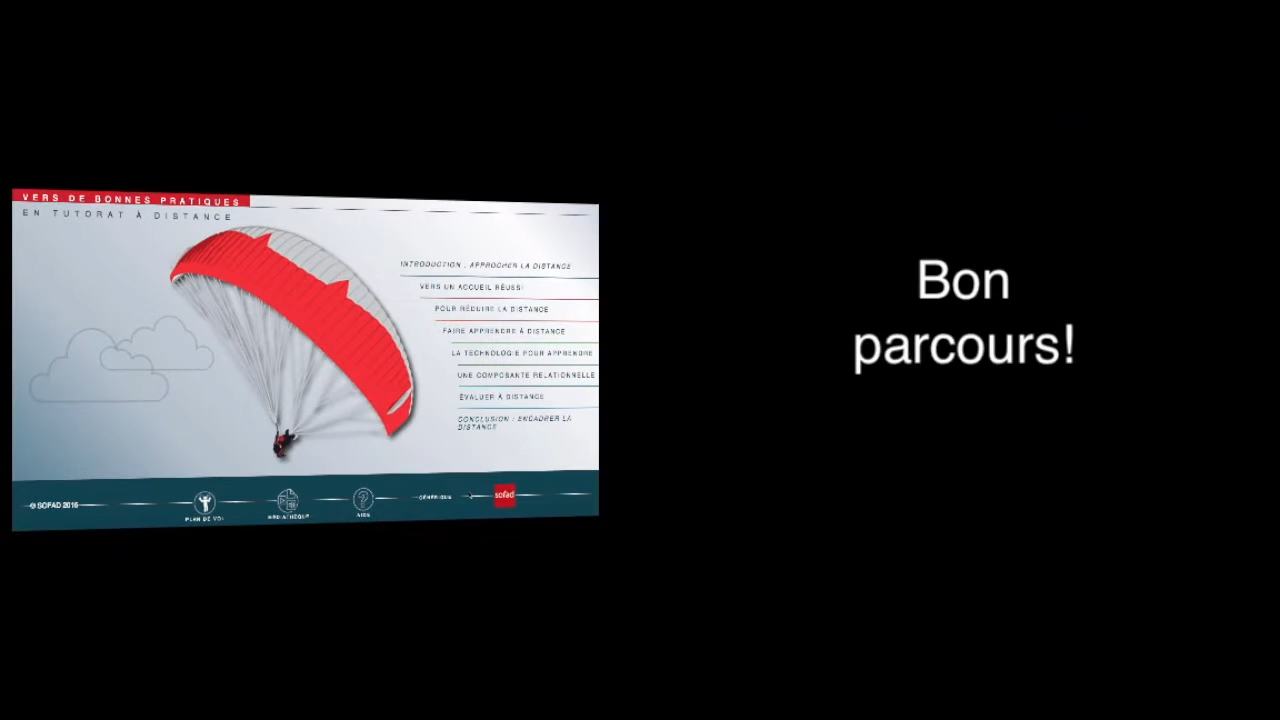 VERS DE BONNES PRATIQUES
EN TUTORAT À DISTANCE
INTRODUCTION : APPROCHER LA DISTANCE
VERS UN ACCUEIL RÉUSSI
POUR RÉDUIRE LA DISTANCE
FAIRE APPRENDRE À DISTANCE
LA TECHNOLOGIE POUR APPRENDRE
UNE COMPOSANTE RELATIONNELLE
ÉVALUER À DISTANCE
CONCLUSION : ENCADRER LA
DISTANCE
© SOFAD 2016
PLAN DE VOL
MÉDIATHÈQUE
AIDE
GÉNÉRIQUE
sofad
Bon
parcours!